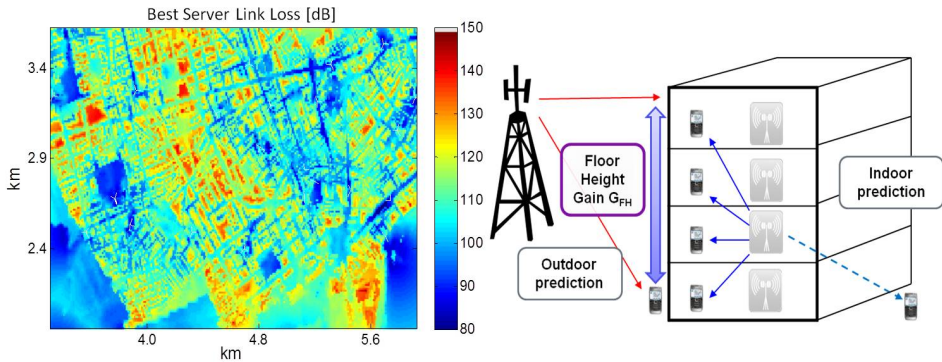 Best Server Link Loss [dB]
3.4
2.9
2.4
km
4.0
4.8
5.6
km
150
140
130
120
110
100
90
80
Floor
Height
Gain G_FH
Outdoor
prediction
Indoor
prediction